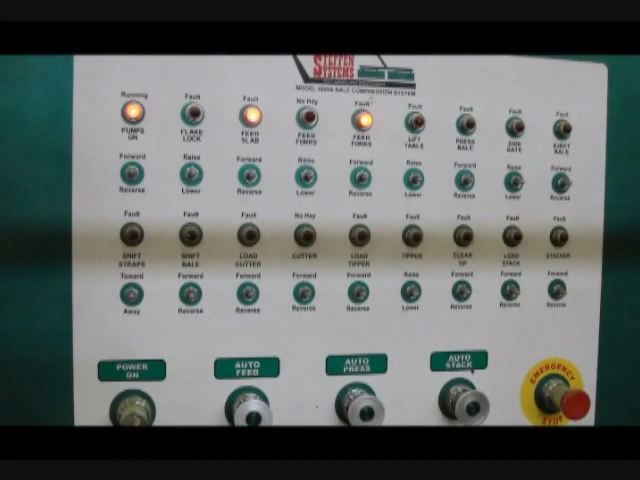 STEFFEN
SYSTEMS
BALE COMPRESSION SYSTEM
Running Fault Fault No Hay Fault Fault Fault Fault Fault
PUMPS ON FLAKE LOCK FEED SLAB FEED FORKS FEED FORKS LIFT TABLE PRESS BALE SIDE GATE EJECT BALE
Forward Raise Forward Raise Forward Raise Forward Raise Forward
Reverse Lower Reverse Lower Reverse Lower Reverse Lower Reverse
Fault Fault Fault No Hay Fault Fault Fault Fault Fault
SHIFT STRAPS SHIFT BALE LOAD CUTTER CUTTER LOAD TIPPER TIPPER CLEAR TIP LOAD STACK STACKER
Toward Forward Forward Forward Forward Raise Forward Forward Forward
Away Reverse Reverse Reverse Reverse Lower Reverse Reverse Reverse
POWER ON
AUTO FEED
AUTO PRESS
AUTO STACK
EMERGENCY
STOP